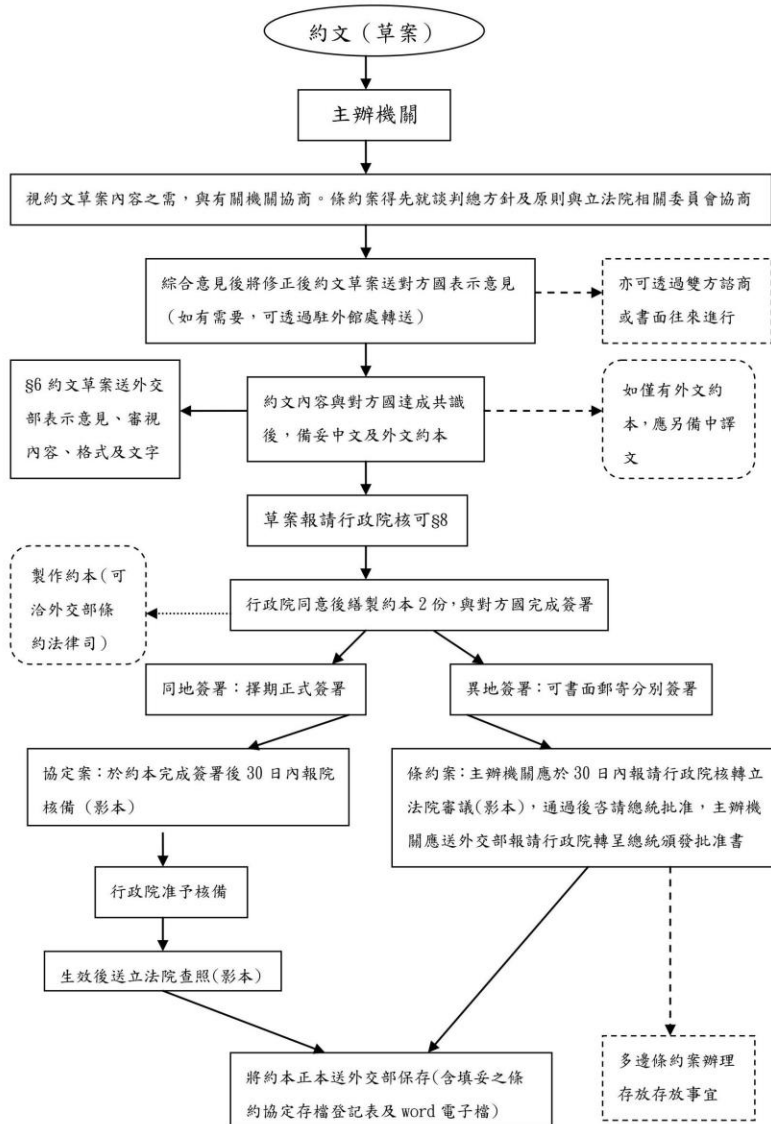 約文（草案）
主辦機關
視約文草案內容之需，與有關機關協商。條約案得先就談判總方針及原則與立法院相關委員會協商
綜合意見後將修正後約文草案送對方國表示意見
（如有需要，可透過駐外館處轉送）
亦可透過雙方諮商
或書面往來進行
§6 約文草案送外交
部表示意見、審視
內容、格式及文字
約文內容與對方國達成共識
後，備妥中文及外文約本
如僅有外文約
本，應另備中譯
文
草案報請行政院核可§8
製作約本（可
洽外交部條
約法律司）
行政院同意後繕製約本 2 份，與對方國完成簽署
同地簽署：擇期正式簽署
異地簽署：可書面郵寄分別簽署
協定案：於約本完成簽署後 30 日內報院
核備（影本）
條約案：主辦機關應於 30 日內報請行政院核轉立
法院審議(影本)，通過後咨請總統批准，主辦機
關應送外交部報請行政院轉呈總統頒發批准書
行政院准予核備
生效後送立法院查照(影本)
將約本正本送外交部保存(含填妥之條
約協定存檔登記表及 word 電子檔)
多邊條約案辦理
存放存放事宜